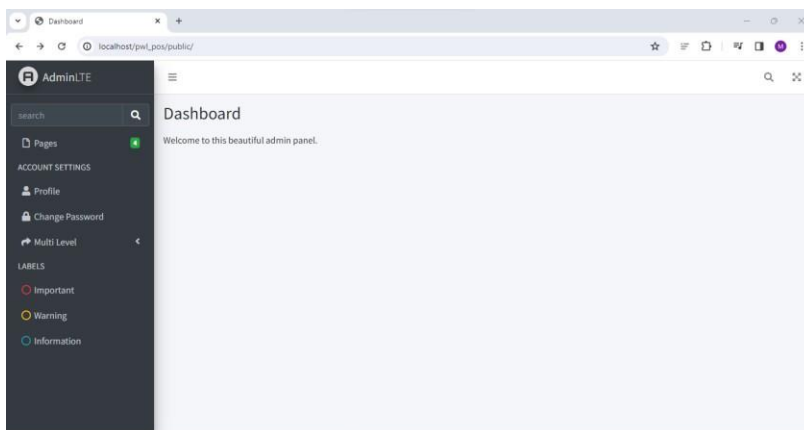 Dashboard
localhost/pwl_pos/public/
M
AdminLTE
search
Dashboard
Pages
4
Welcome to this beautiful admin panel.
ACCOUNT SETTINGS
Profile
Change Password
Multi Level
LABELS
Important
Warning
Information